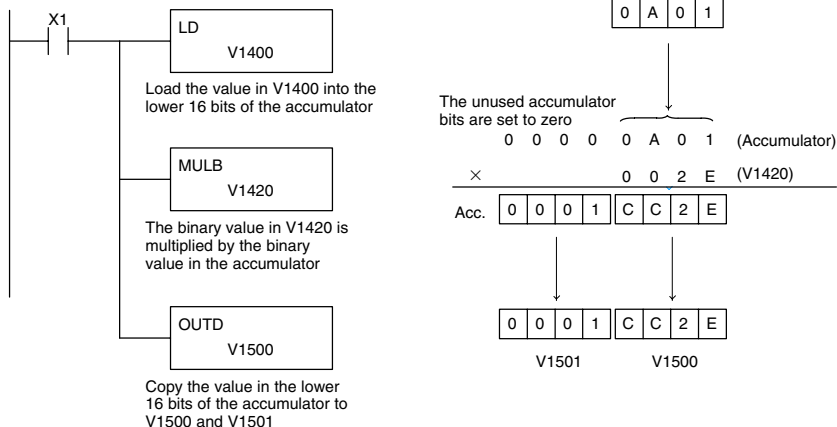 X1
LD
V1400
Load the value in V1400 into the
lower 16 bits of the accumulator
MULB
V1420
The binary value in V1420 is
multiplied by the binary
value in the accumulator
OUTD
V1500
Copy the value in the lower
16 bits of the accumulator to
V1500 and V1501
0 A 0 1
The unused accumulator
bits are set to zero
0 0 0 0 0 A 0 1 (Accumulator)
× 0 0 2 E (V1420)
Acc. 0 0 0 1 C C 2 E
0 0 0 1 C C 2 E
V1501 V1500